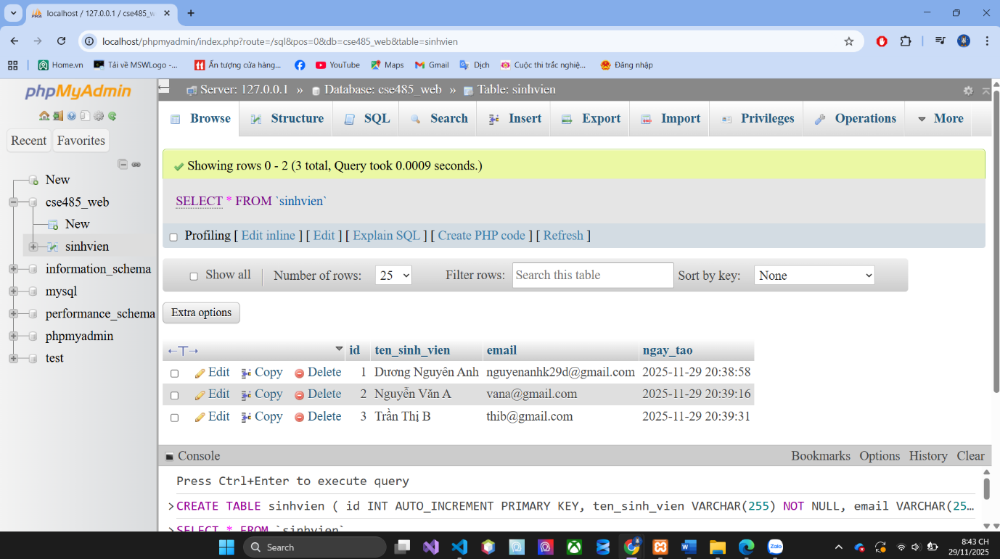 localhost / 127.0.0.1 / cse485_w
localhost/phpmyadmin/index.php?route=/sql&pos=0&db=cse485_web&table=sinhvien
Home.vn Tải về MSWLogo -... Ấn tượng cửa hàng... YouTube Maps Gmail Dịch Cuộc thi trắc nghiệ... Đăng nhập
phpMyAdmin
Recent Favorites
New
cse485_web
New
sinhvien
information_schema
mysql
performance_schema
phpmyadmin
test
Server: 127.0.0.1 » Database: cse485_web » Table: sinhvien
Browse Structure SQL Search Insert Export Import Privileges Operations More
Showing rows 0 - 2 (3 total, Query took 0.0009 seconds.)
SELECT * FROM `sinhvien`
Profiling [ Edit inline ] [ Edit ] [ Explain SQL ] [ Create PHP code ] [ Refresh ]
Show all Number of rows: 25 Filter rows: Search this table Sort by key: None
Extra options
←T→ id ten_sinh_vien email ngay_tao
Edit Copy Delete 1 Dương Nguyên Anh nguyenanhk29d@gmail.com 2025-11-29 20:38:58
Edit Copy Delete 2 Nguyễn Văn A vana@gmail.com 2025-11-29 20:39:16
Edit Copy Delete 3 Trần Thị B thib@gmail.com 2025-11-29 20:39:31
Console Bookmarks Options History Clear
Press Ctrl+Enter to execute query
>CREATE TABLE sinhvien ( id INT AUTO_INCREMENT PRIMARY KEY, ten_sinh_vien VARCHAR(255) NOT NULL, email VARCHAR(25…
>SELECT * FROM `sinhvien`
Search
Zalo
8:43 CH
29/11/2025